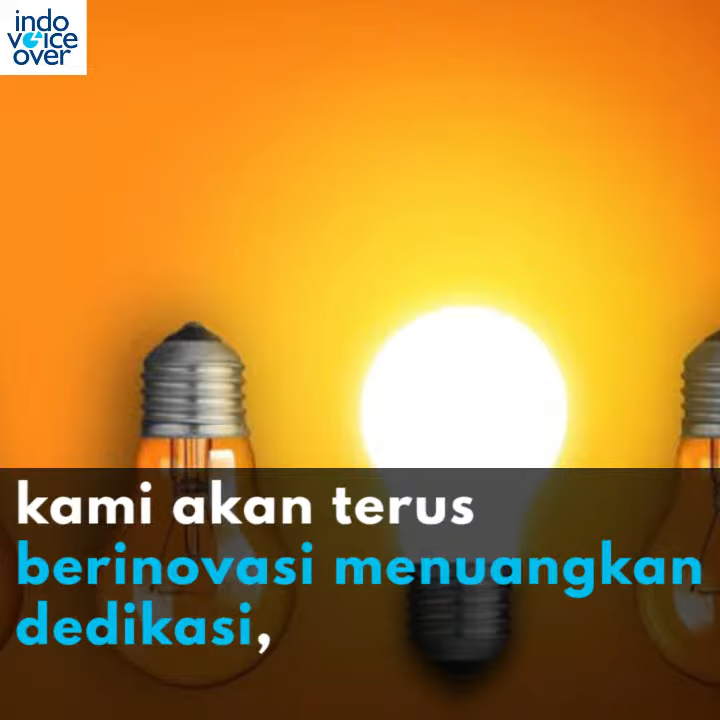 indo
voice
over
kami akan terus
berinovasi menuangkan
dedikasi,